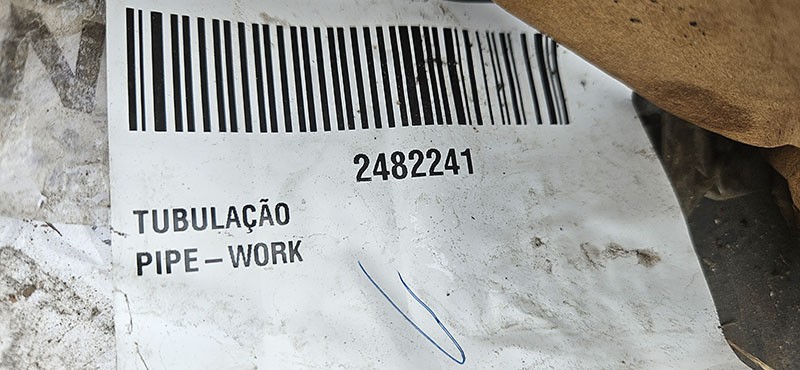 2482241
TUBULAÇÃO
PIPE – WORK